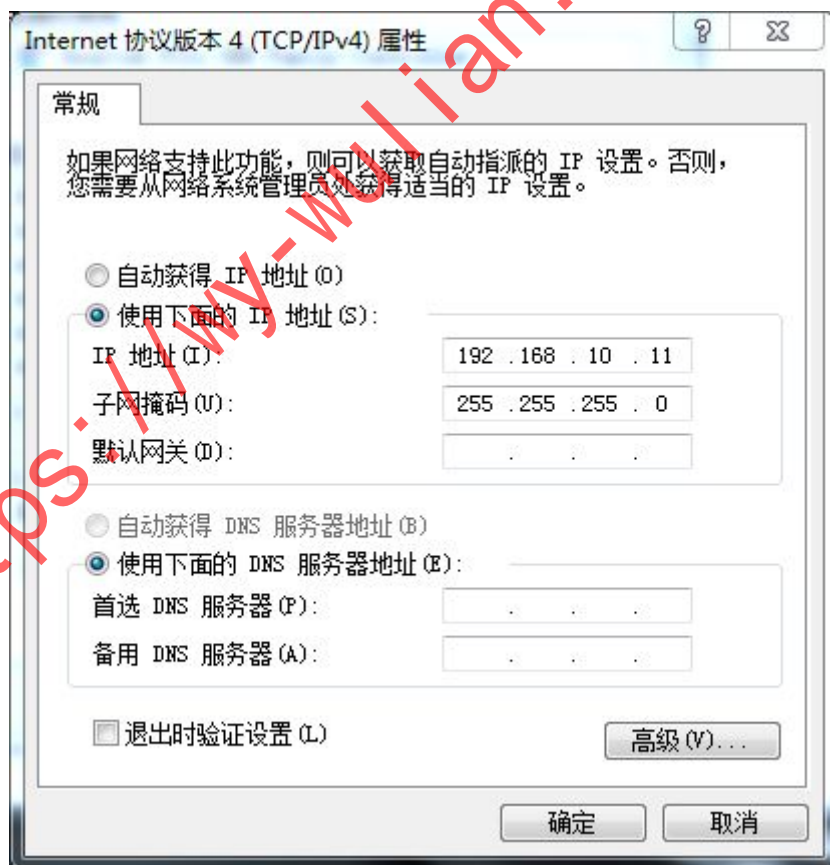 Internet 协议版本 4 (TCP/IPv4) 属性
常规
如果网络支持此功能，则可以获取自动指派的 IP 设置。否则，
您需要从网络系统管理员处获得适当的 IP 设置。
自动获得 IP 地址(O)
使用下面的 IP 地址(S):
IP 地址(I): 192 .168 . 10 . 11
子网掩码(U): 255 .255 .255 . 0
默认网关(D): . . .
自动获得 DNS 服务器地址(B)
使用下面的 DNS 服务器地址(E):
首选 DNS 服务器(P): . . .
备用 DNS 服务器(A): . . .
退出时验证设置(L)
高级(V)...
确定 取消
ps://wy-wulian.